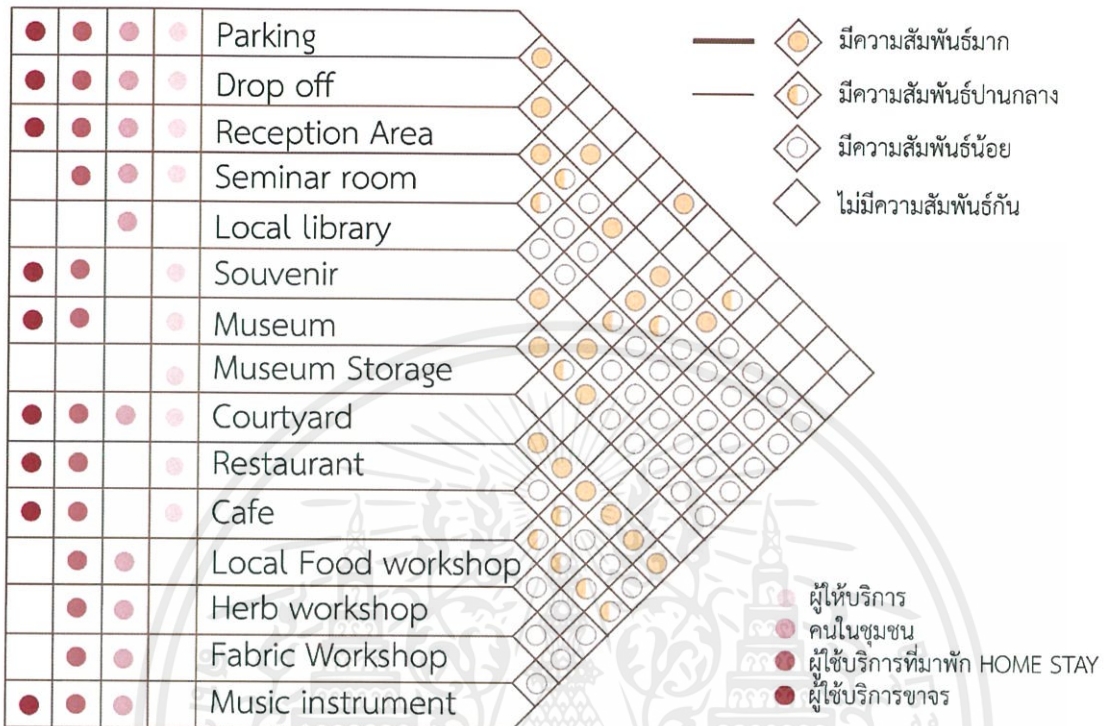 Parking
Drop off
Reception Area
Seminar room
Local library
Souvenir
Museum
Museum Storage
Courtyard
Restaurant
Cafe
Local Food workshop
Herb workshop
Fabric Workshop
Music instrument
มีความสัมพันธ์มาก
มีความสัมพันธ์ปานกลาง
มีความสัมพันธ์น้อย
ไม่มีความสัมพันธ์กัน
ผู้ให้บริการ
คนในชุมชน
ผู้ใช้บริการที่มาพัก HOME STAY
ผู้ใช้บริการขาจร